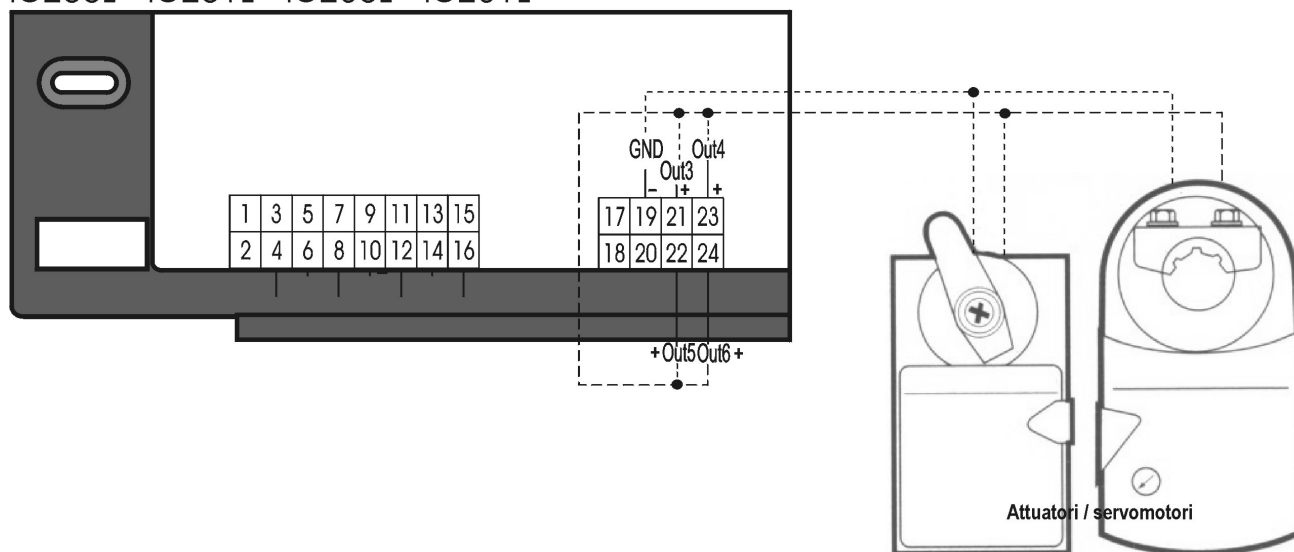 GND Out4
Out3
– + +
1 3 5 7 9 11 13 15
2 4 6 8 10 12 14 16
17 19 21 23
18 20 22 24
+ Out5 Out6 +
Attuatori / servomotori